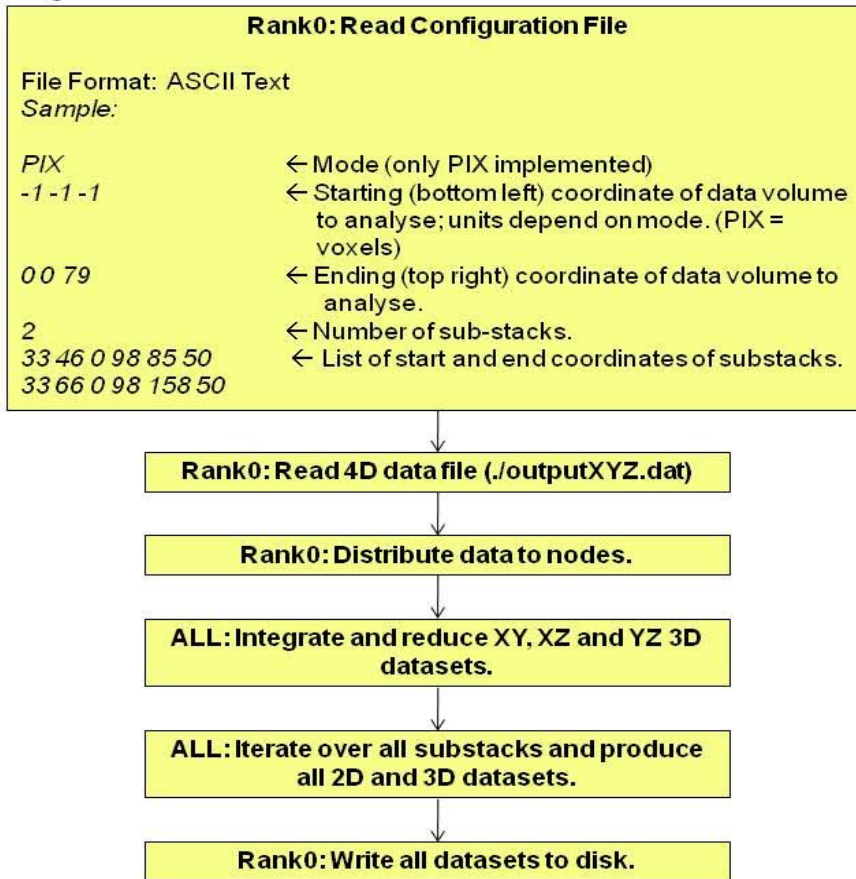 Rank0: Read Configuration File
File Format: ASCII Text
Sample:
PIX ← Mode (only PIX implemented)
-1 -1 -1 ← Starting (bottom left) coordinate of data volume
to analyse; units depend on mode. (PIX =
voxels)
0 0 79 ← Ending (top right) coordinate of data volume to
analyse.
2 ← Number of sub-stacks.
33 46 0 98 85 50 ← List of start and end coordinates of substacks.
33 66 0 98 158 50
Rank0: Read 4D data file (./outputXYZ.dat)
Rank0: Distribute data to nodes.
ALL: Integrate and reduce XY, XZ and YZ 3D
datasets.
ALL: Iterate over all substacks and produce
all 2D and 3D datasets.
Rank0: Write all datasets to disk.